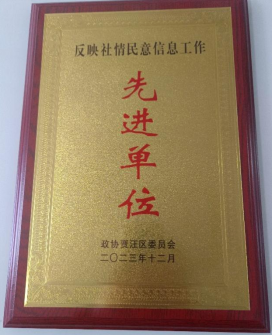 反映社情民意信息工作
先进单位
政协贾汪区委员会
二〇二三年十二月